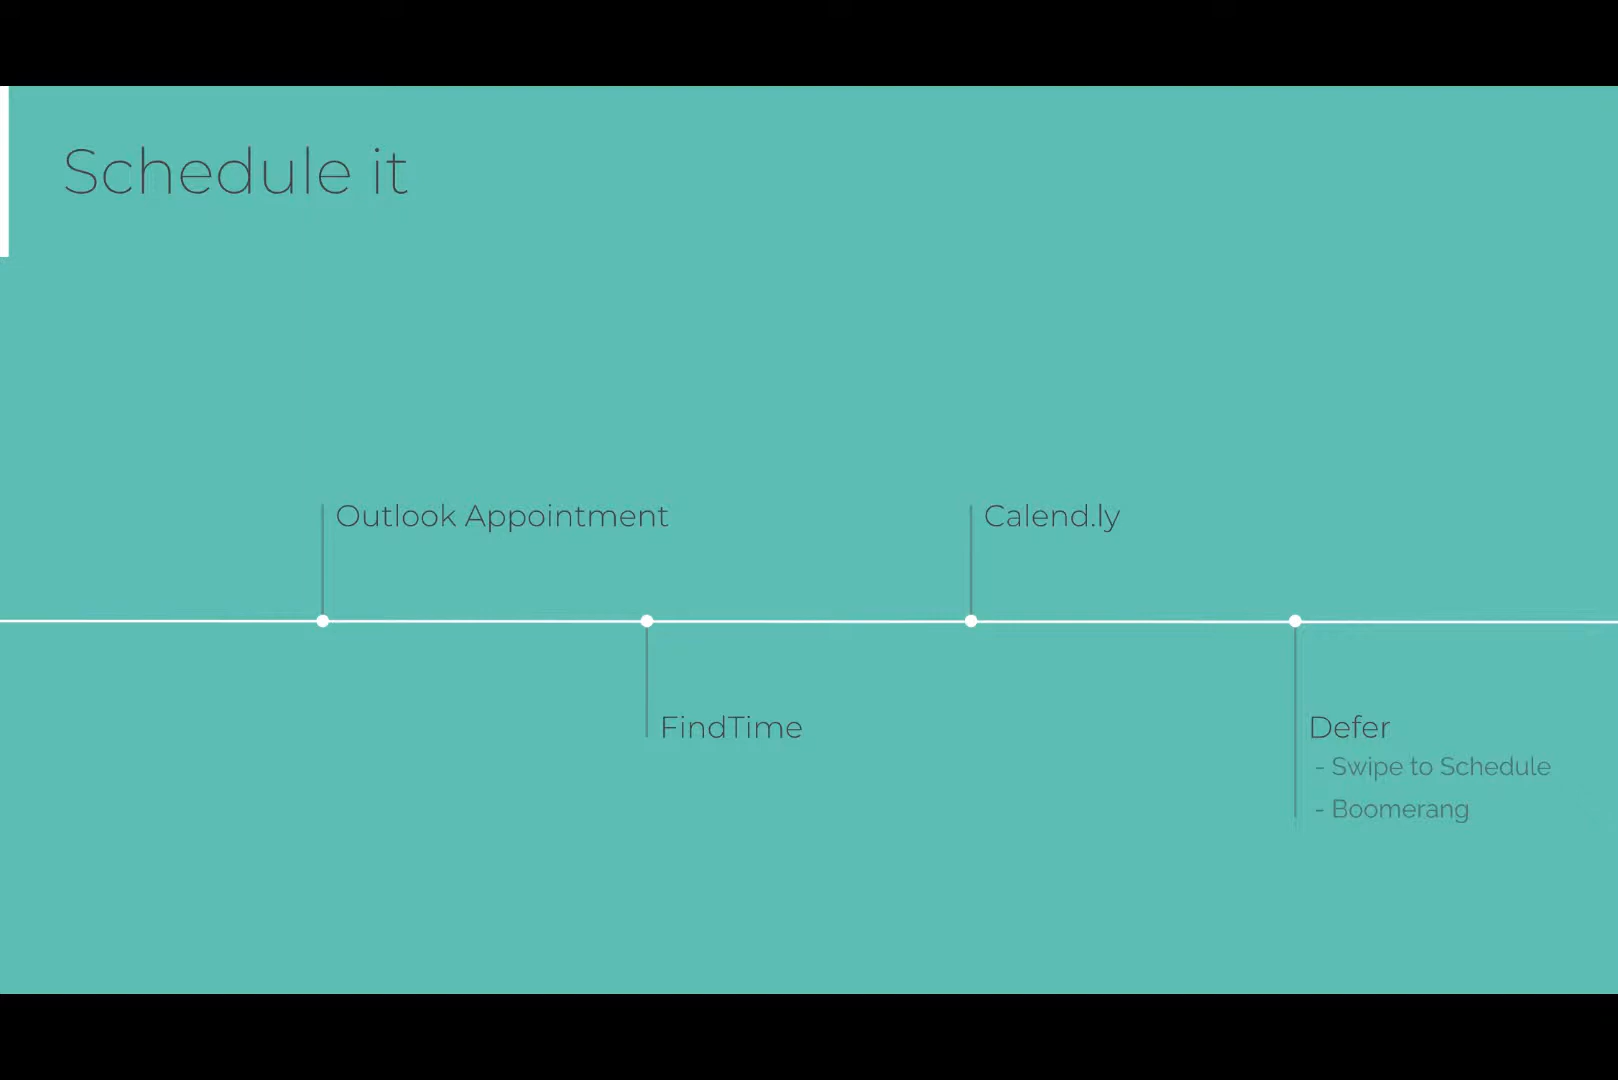 Schedule it
Outlook Appointment
Calend.ly
FindTime
Defer
- Swipe to Schedule
- Boomerang